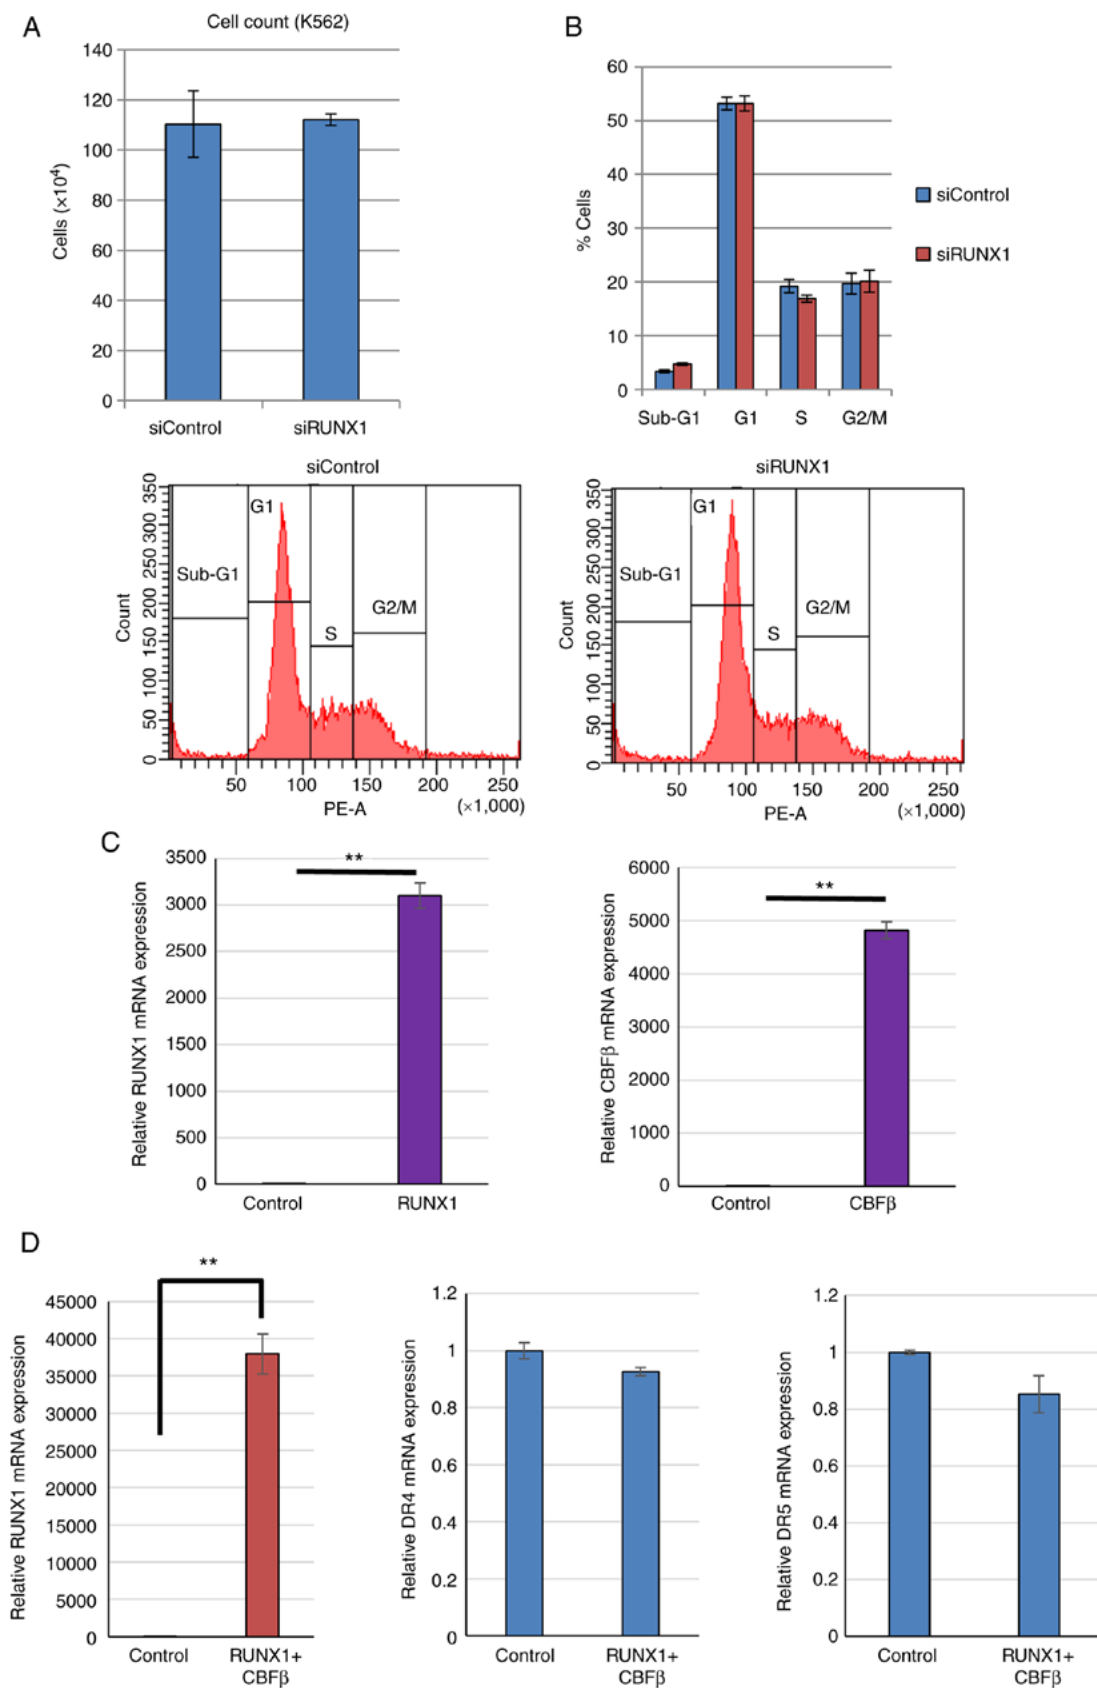 A
Cell count (K562)
Cells (×10⁴)
140
120
100
80
60
40
20
0
siControl
siRUNX1
B
% Cells
60
50
40
30
20
10
0
Sub-G1
G1
S
G2/M
siControl
siRUNX1
siControl
Count
350
300
250
200
150
100
50
0
Sub-G1
G1
S
G2/M
50
100
150
200
250
PE-A
(×1,000)
siRUNX1
Count
350
300
250
200
150
100
50
0
Sub-G1
G1
S
G2/M
50
100
150
200
250
PE-A
(×1,000)
C
Relative RUNX1 mRNA expression
3500
3000
2500
3000
1500
1000
500
0
**
Control
RUNX1
Relative CBFβ mRNA expression
6000
5000
4000
3000
4000
1000
0
**
Control
CBFβ
D
Relative RUNX1 mRNA expression
45000
40000
35000
30000
25000
20000
15000
10000
5000
0
**
Control
RUNX1+
CBFβ
Relative DR4 mRNA expression
1.2
1
0.8
0.6
0.4
0.2
0
Control
RUNX1+
CBFβ
Relative DR5 mRNA expression
1.2
1
0.8
0.6
0.4
0.2
0
Control
RUNX1+
CBFβ